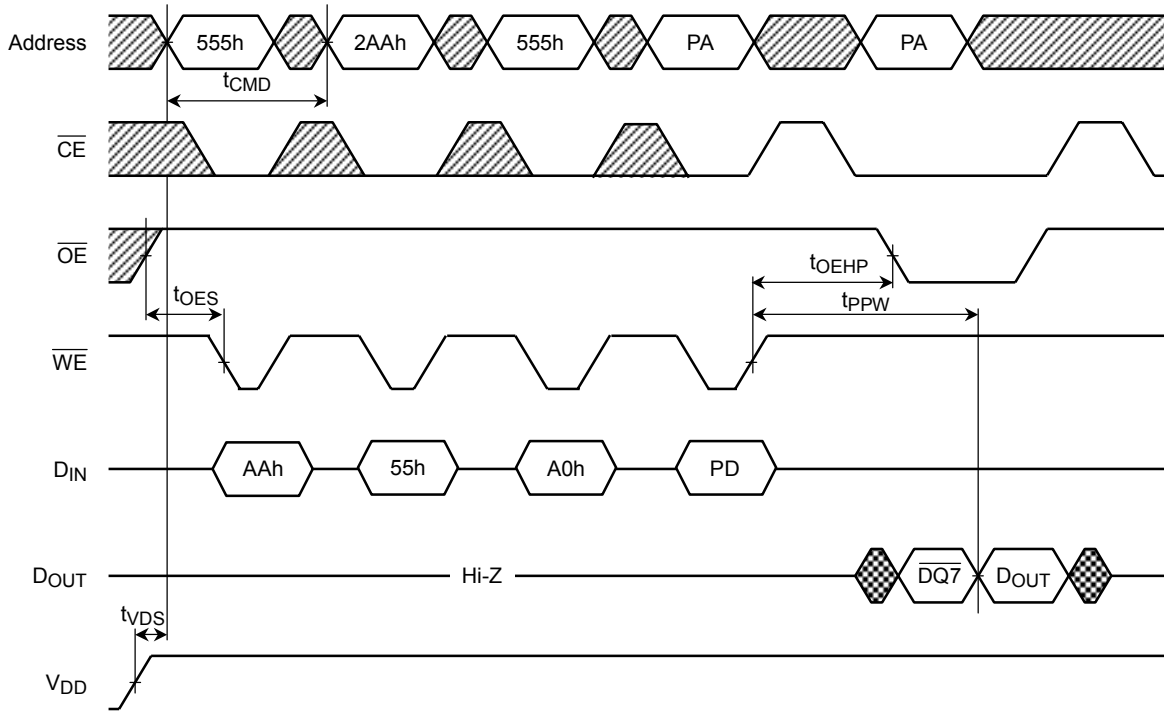 Address 555h 2AAh 555h PA PA
tCMD
CE
OE
tOEHP
tOES
tPPW
WE
DIN AAh 55h A0h PD
DOUT Hi-Z DQ7 DOUT
tVDS
VDD